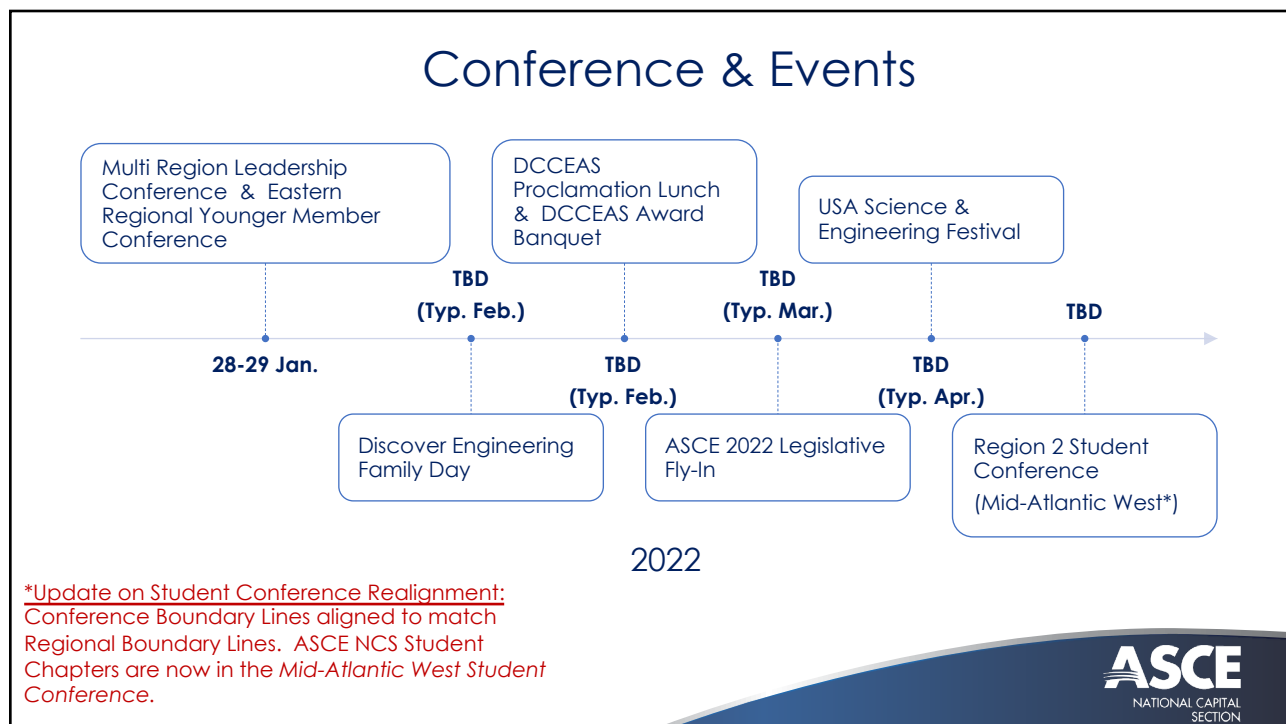 Conference & Events
Multi Region Leadership
Conference & Eastern
Regional Younger Member
Conference
DCCEAS
Proclamation Lunch
& DCCEAS Award
Banquet
USA Science &
Engineering Festival
TBD
(Typ. Feb.)
TBD
(Typ. Mar.)
TBD
28-29 Jan.
TBD
(Typ. Feb.)
TBD
(Typ. Apr.)
Discover Engineering
Family Day
ASCE 2022 Legislative
Fly-In
Region 2 Student
Conference
(Mid-Atlantic West*)
2022
*Update on Student Conference Realignment:
Conference Boundary Lines aligned to match
Regional Boundary Lines. ASCE NCS Student
Chapters are now in the Mid-Atlantic West Student
Conference.
ASCE
NATIONAL CAPITAL
SECTION